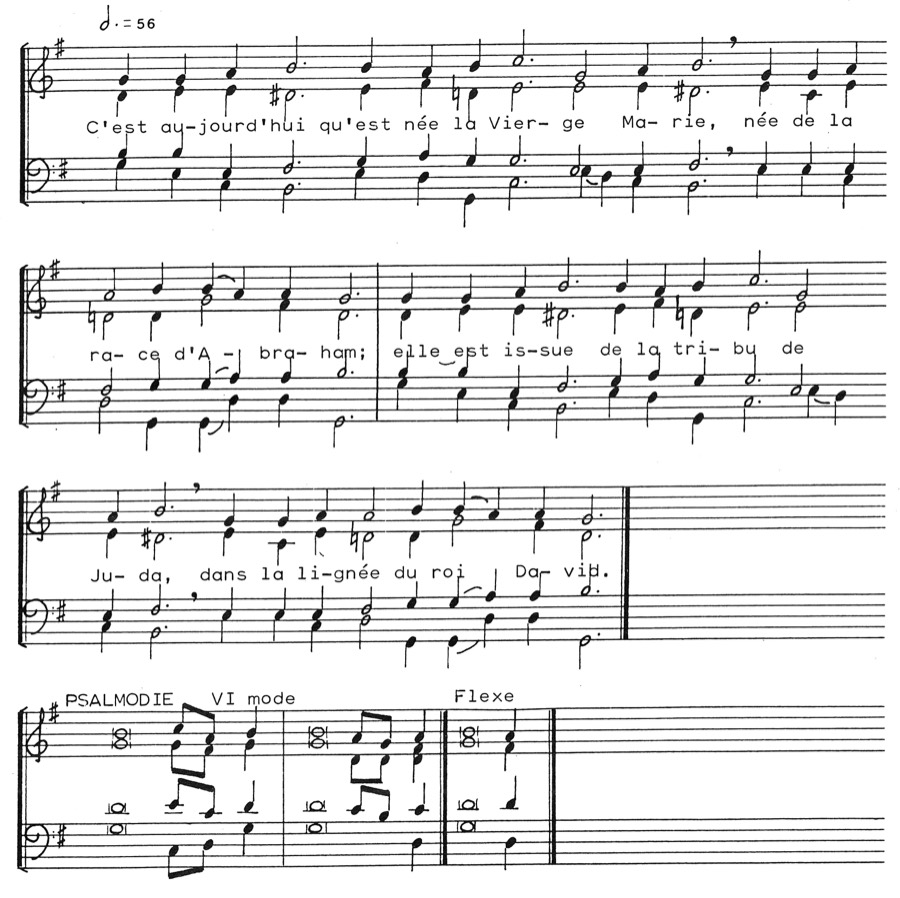 𝅗𝅥. = 56
C'est au-jourd'hui qu'est née la Vier- ge Ma- rie, née de la
ra- ce d'A - bra- ham; elle est is-sue de la tri- bu de
Ju- da, dans la li-gnée du roi Da- vid.
PSALMODIE VI mode Flexe